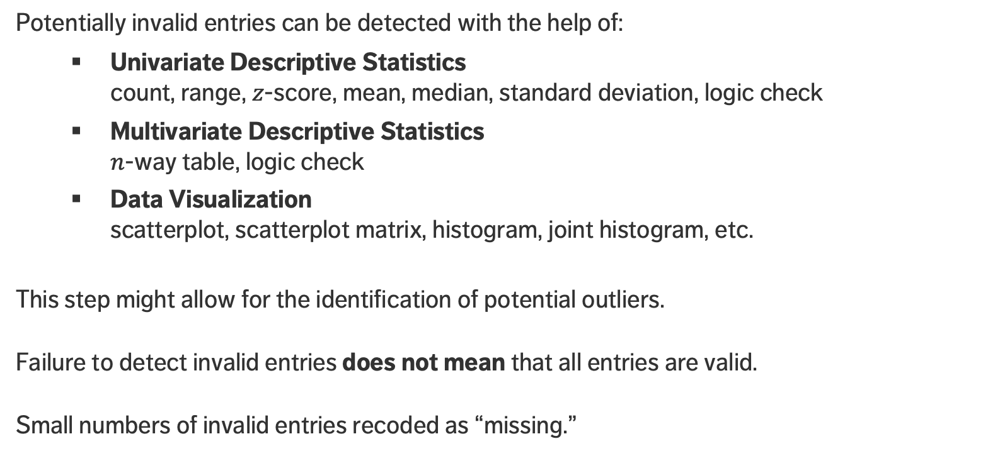 Potentially invalid entries can be detected with the help of:
▪ Univariate Descriptive Statistics
count, range, z-score, mean, median, standard deviation, logic check
▪ Multivariate Descriptive Statistics
n-way table, logic check
▪ Data Visualization
scatterplot, scatterplot matrix, histogram, joint histogram, etc.
This step might allow for the identification of potential outliers.
Failure to detect invalid entries does not mean that all entries are valid.
Small numbers of invalid entries recoded as “missing.”